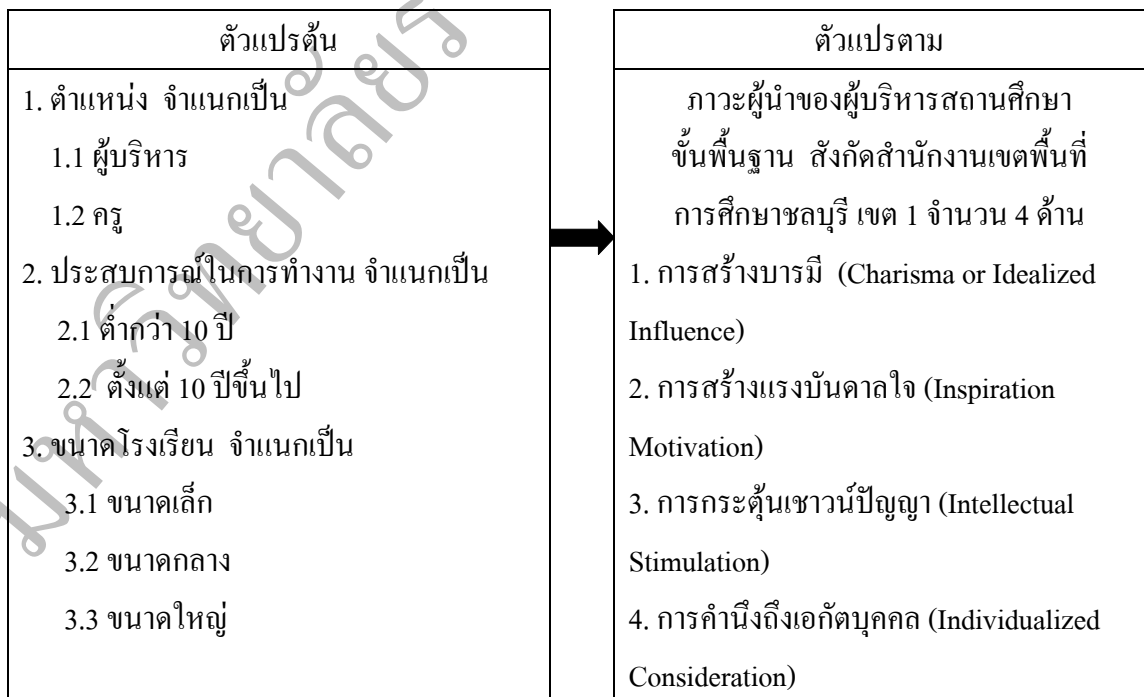 ตัวแปรต้น
1. ตำแหน่ง จำแนกเป็น
1.1 ผู้บริหาร
1.2 ครู
2. ประสบการณ์ในการทำงาน จำแนกเป็น
2.1 ต่ำกว่า 10 ปี
2.2 ตั้งแต่ 10 ปีขึ้นไป
3. ขนาดโรงเรียน จำแนกเป็น
3.1 ขนาดเล็ก
3.2 ขนาดกลาง
3.3 ขนาดใหญ่
ตัวแปรตาม
ภาวะผู้นำของผู้บริหารสถานศึกษา
ขั้นพื้นฐาน สังกัดสำนักงานเขตพื้นที่
การศึกษาชลบุรี เขต 1 จำนวน 4 ด้าน
1. การสร้างบารมี (Charisma or Idealized
Influence)
2. การสร้างแรงบันดาลใจ (Inspiration
Motivation)
3. การกระตุ้นเชาวน์ปัญญา (Intellectual
Stimulation)
4. การคำนึงถึงเอกัตบุคคล (Individualized
Consideration)
มหาวิทยาลัย